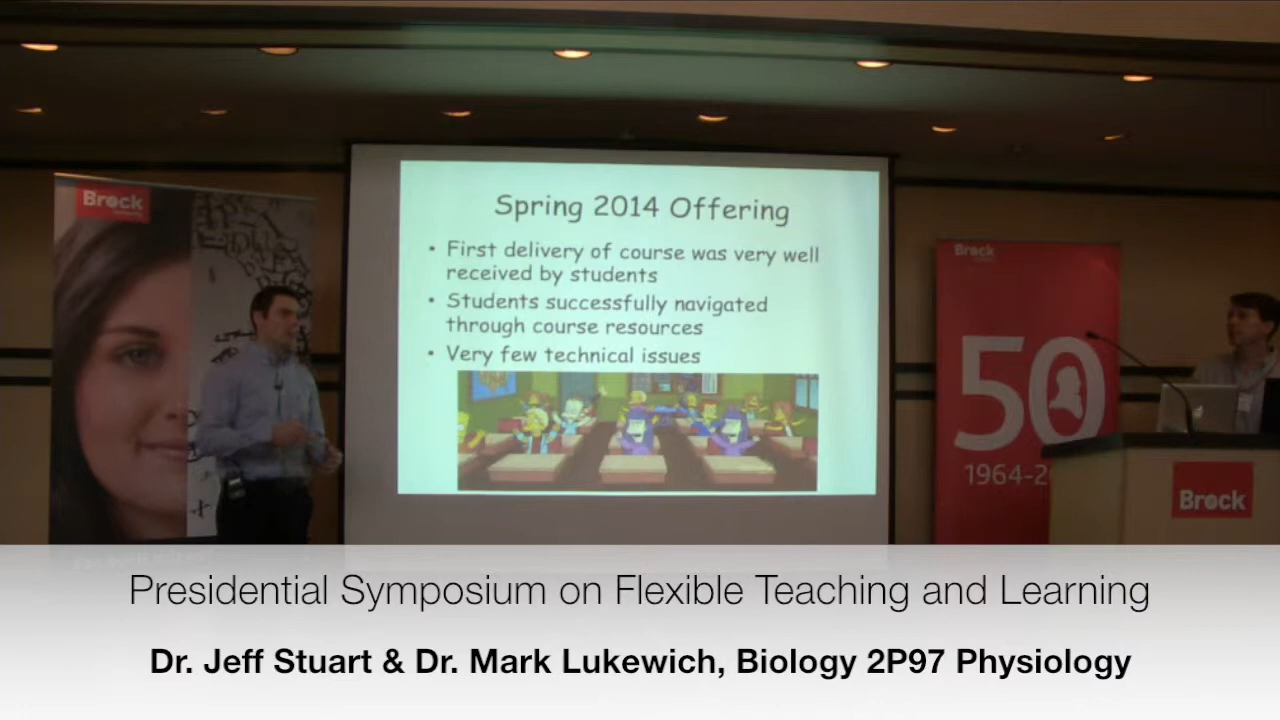 Brock
Spring 2014 Offering
• First delivery of course was very well
received by students
• Students successfully navigated
through course resources
• Very few technical issues
Brock
50
1964-2
Brock
Presidential Symposium on Flexible Teaching and Learning
Dr. Jeff Stuart & Dr. Mark Lukewich, Biology 2P97 Physiology